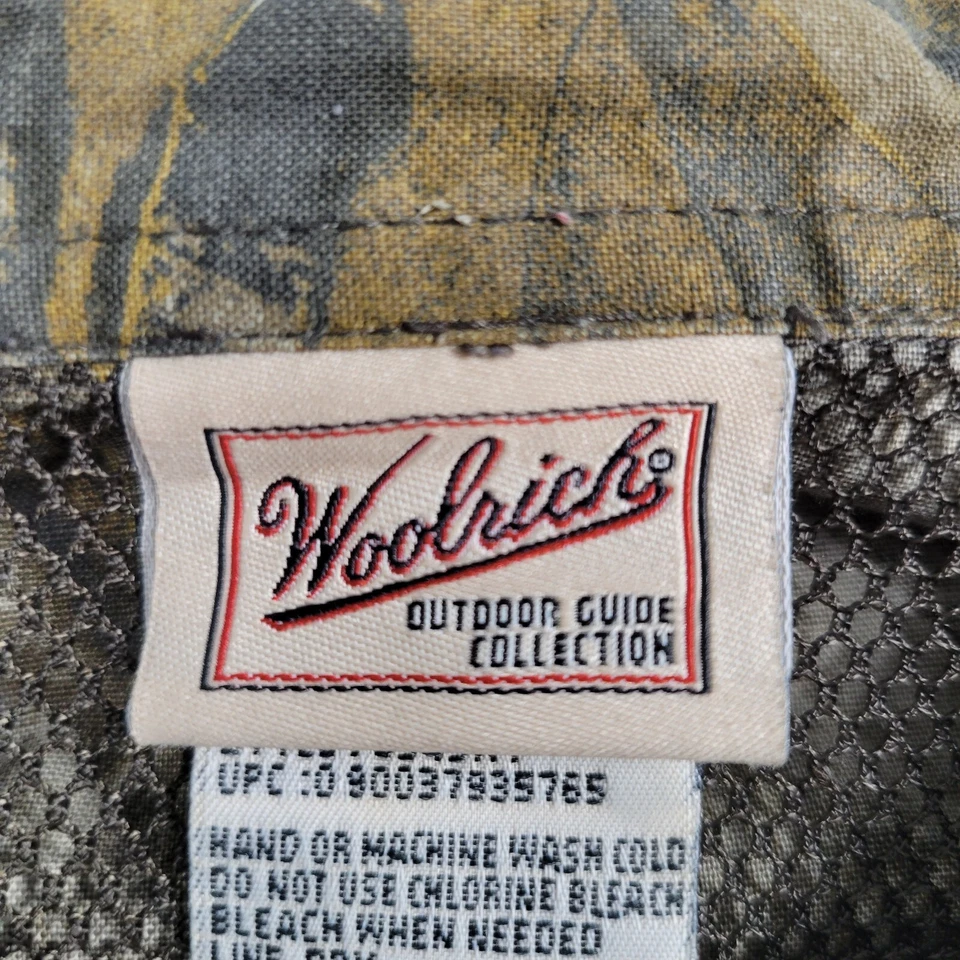 Woolrich®
OUTDOOR GUIDE
COLLECTION
UPC :0 90037935765
HAND OR MACHINE WASH COLD
DO NOT USE CHLORINE BLEACH
BLEACH WHEN NEEDED